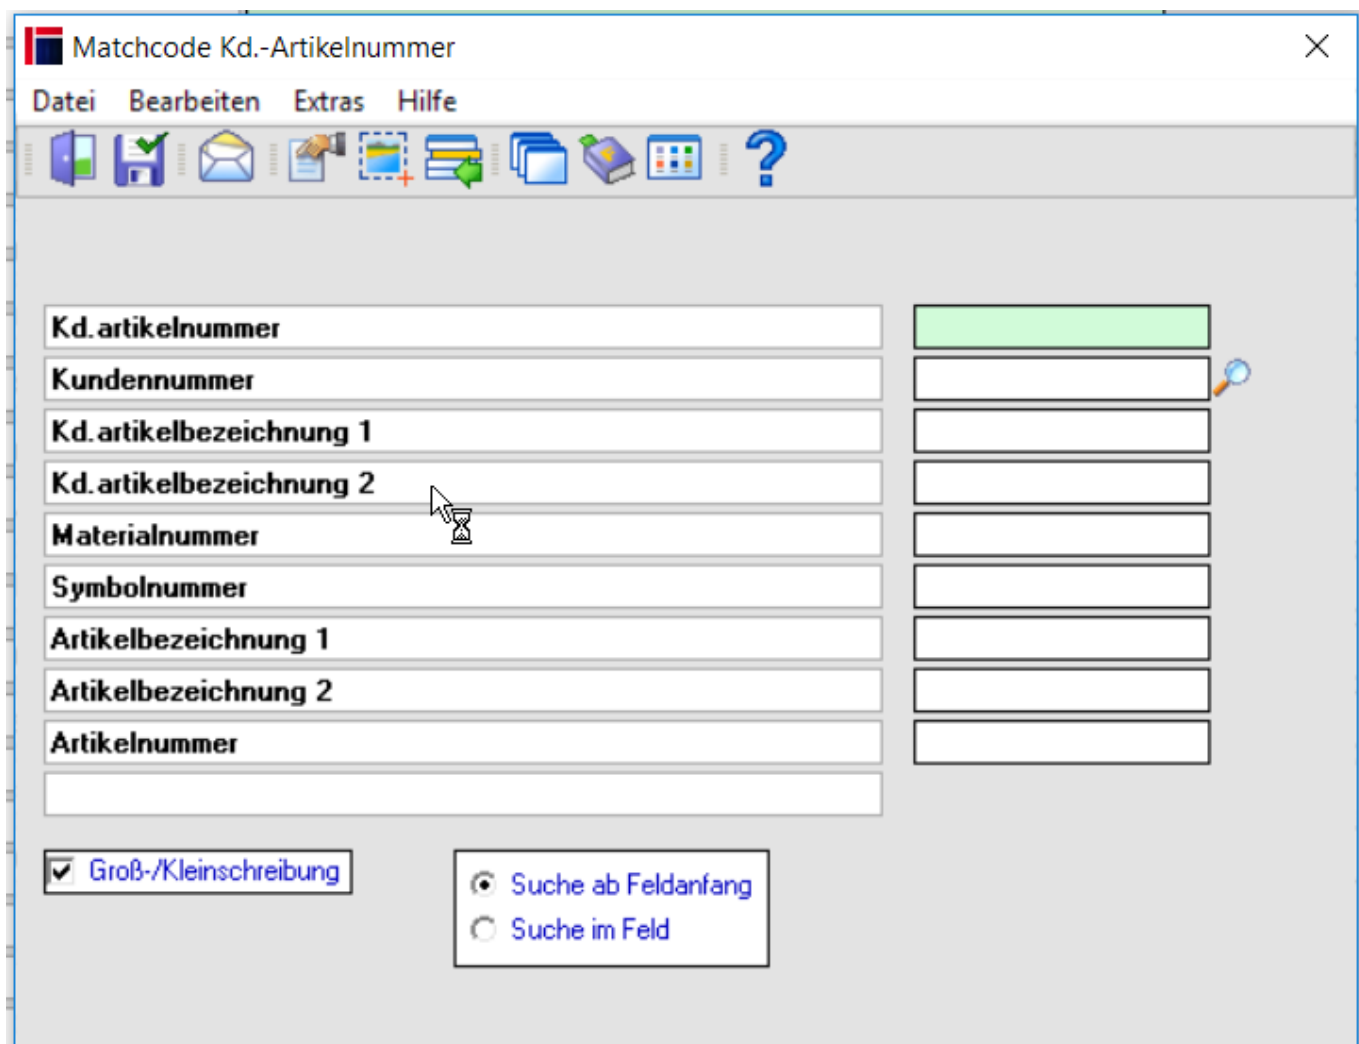 Matchcode Kd.-Artikelnummer
Datei Bearbeiten Extras Hilfe
Kd.artikelnummer
Kundennummer
Kd.artikelbezeichnung 1
Kd.artikelbezeichnung 2
Materialnummer
Symbolnummer
Artikelbezeichnung 1
Artikelbezeichnung 2
Artikelnummer
Groß-/Kleinschreibung
Suche ab Feldanfang
Suche im Feld